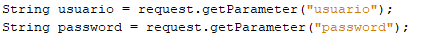 String usuario = request.getParameter("usuario");
String password = request.getParameter("password");